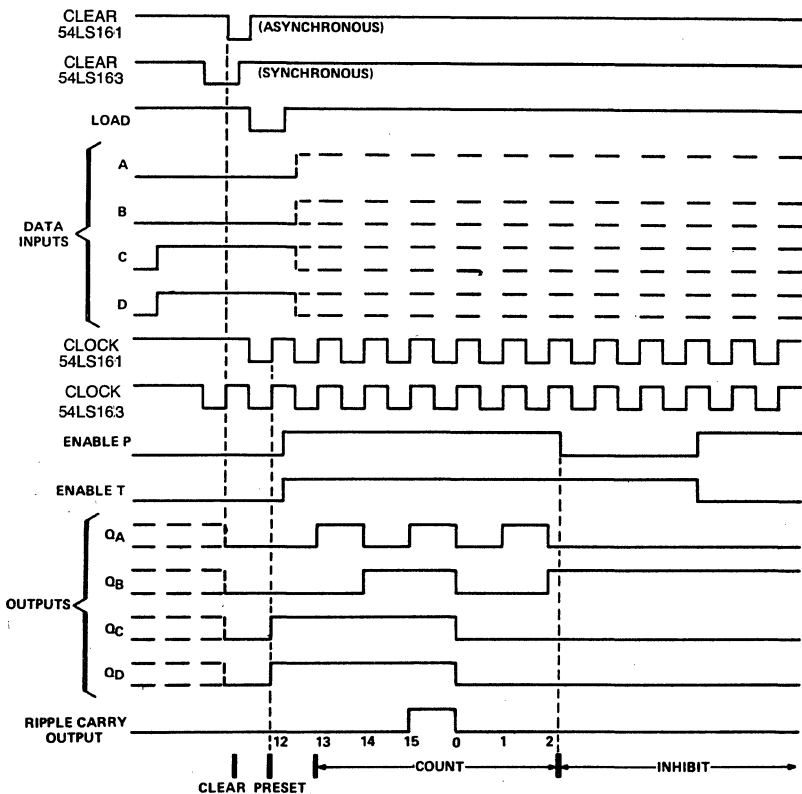 CLEAR
54LS161
(ASYNCHRONOUS)
CLEAR
54LS163
(SYNCHRONOUS)
LOAD
A
B
DATA
INPUTS
C
D
CLOCK
54LS161
CLOCK
54LS163
ENABLE P
ENABLE T
QA
QB
OUTPUTS
QC
QD
RIPPLE CARRY
OUTPUT
12 13 14 15 0 1 2
COUNT INHIBIT
CLEAR PRESET